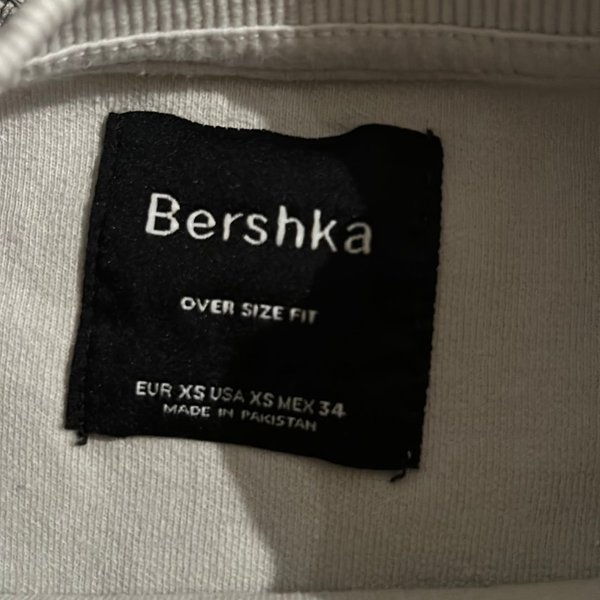 Bershka
OVER SIZE FIT
EUR XS USA XS MEX 34
MADE IN PAKISTAN